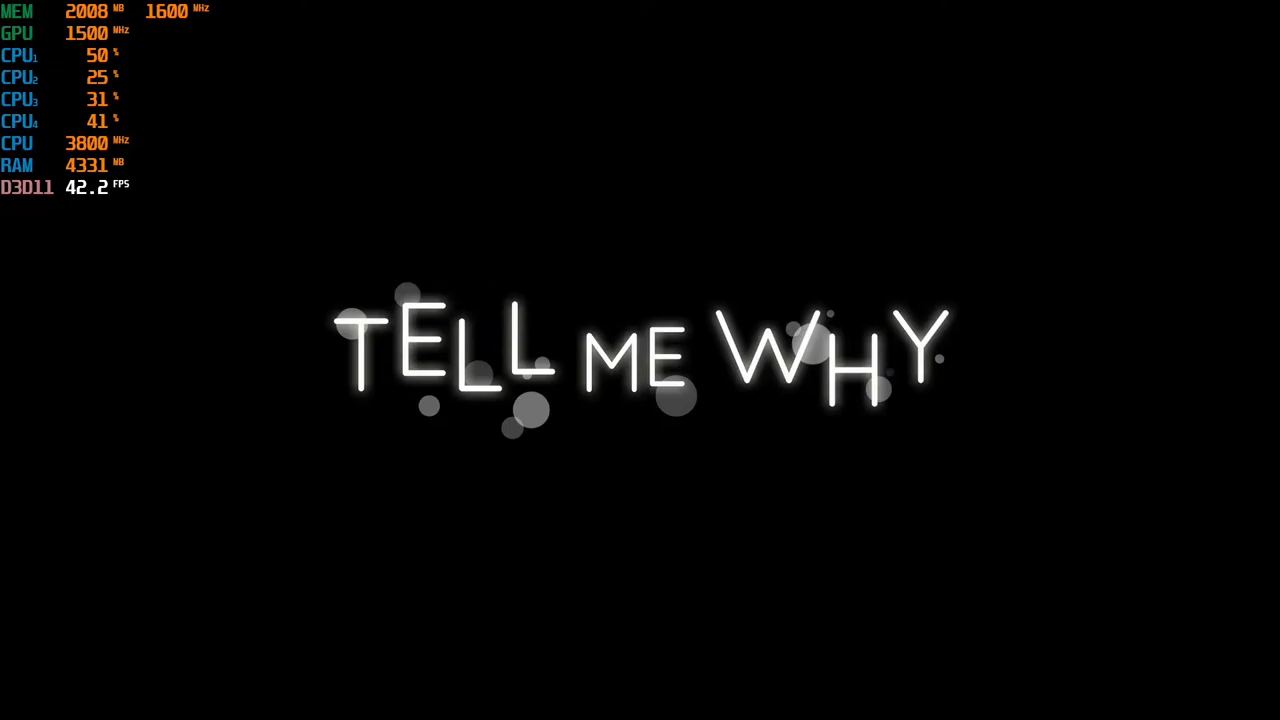 MEM 2008 MB 1600 MHz
GPU 1500 MHz
CPU1 50 %
CPU2 25 %
CPU3 31 %
CPU4 41 %
CPU 3800 MHz
RAM 4331 MB
D3D11 42.2 FPS
TELL ME WHY